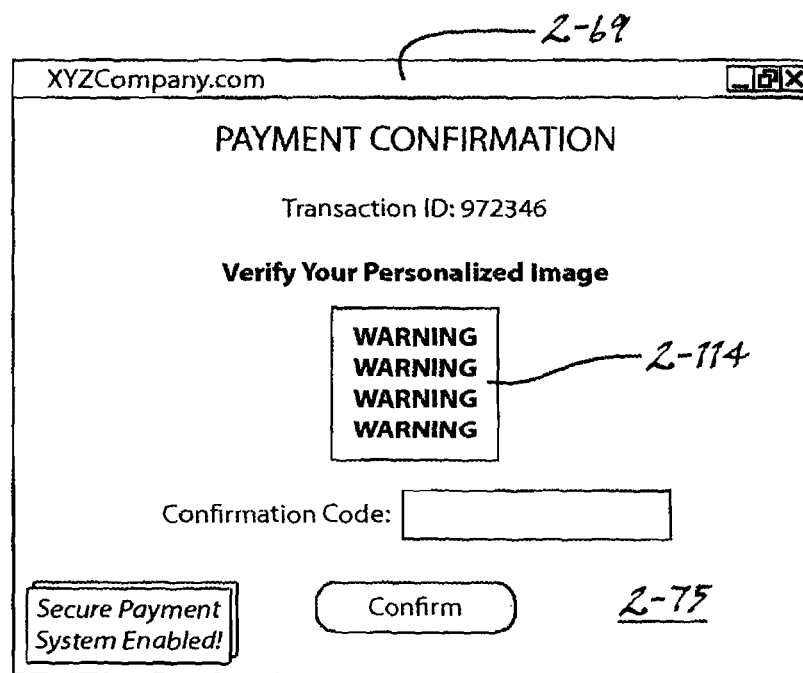 2-69
XYZCompany.com
PAYMENT CONFIRMATION
Transaction ID: 972346
Verify Your Personalized Image
WARNING
WARNING
WARNING
WARNING
2-114
Confirmation Code:
Secure Payment
System Enabled!
Confirm
2-75